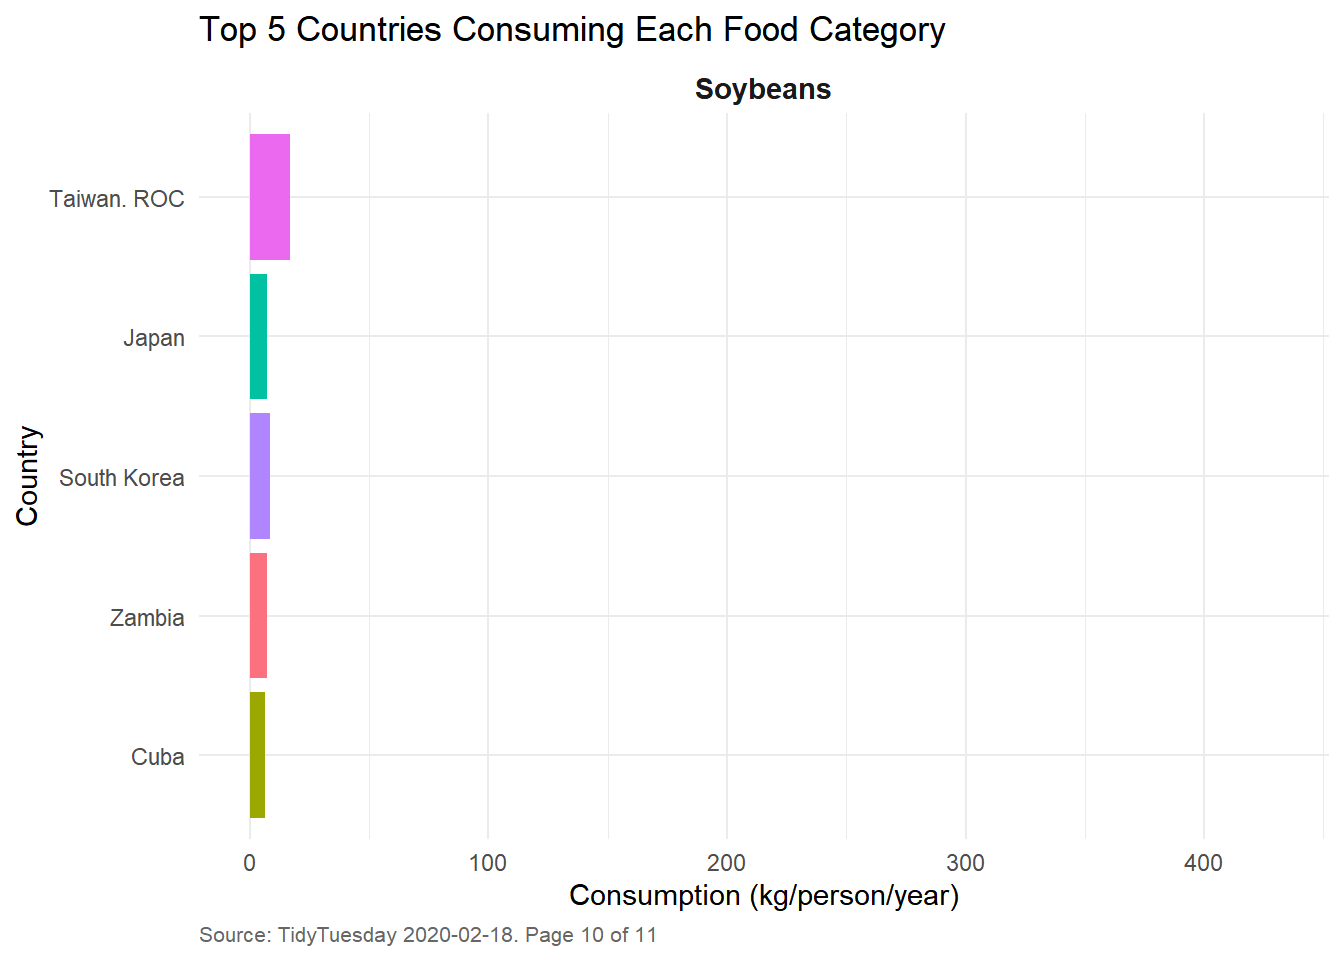 Top 5 Countries Consuming Each Food Category
Soybeans
Taiwan. ROC
Japan
South Korea
Zambia
Cuba
Country
0 100 200 300 400
Consumption (kg/person/year)
Source: TidyTuesday 2020-02-18. Page 10 of 11